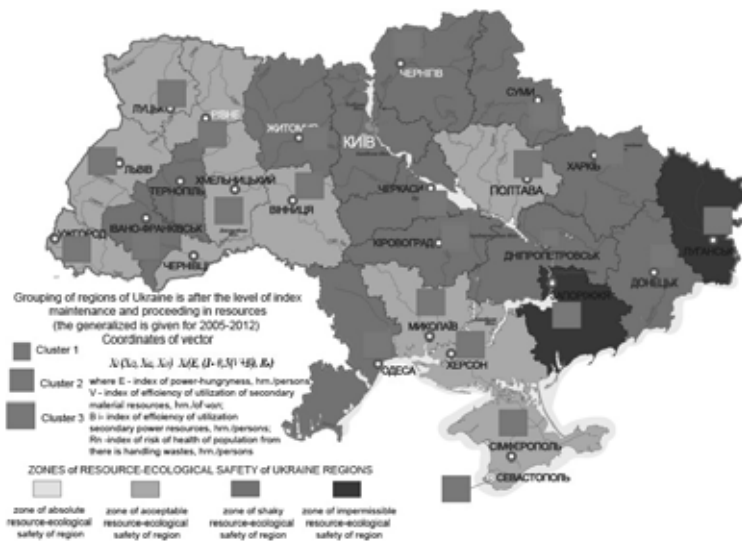 ЧЕРНІГІВ
СУМИ
ЛУЦЬК
РІВНЕ
ЖИТОМИР
КИЇВ
ЛЬВІВ
ХАРКІВ
ТЕРНОПІЛЬ
ХМЕЛЬНИЦЬКИЙ
ВІННИЦЯ
ЧЕРКАСИ
ПОЛТАВА
ІВАНО-ФРАНКІВСЬК
УЖГОРОД
ЧЕРНІВЦІ
КІРОВОГРАД
ДНІПРОПЕТРОВСЬК
ЛУГАНСЬК
ДОНЕЦЬК
ЗАПОРІЖЖЯ
МИКОЛАЇВ
ХЕРСОН
ОДЕСА
СІМФЕРОПОЛЬ
СЕВАСТОПОЛЬ
Grouping of regions of Ukraine is after the level of index
maintenance and proceeding in resources
(the generalized is given for 2005-2012)
Coordinates of vector
Cluster 1
Cluster 2
Cluster 3
where E - index of power-hungryness, hrn./persons
V - index of efficiency of utilization of secondary
material resources, hrn./of
index of efficiency of utilization
secondary power resources, hrn./persons;
Rn -index of risk of health of population from
there is handling wastes, hrn./persons
ZONES of RESOURCE-ECOLOGICAL SAFETY of UKRAINE REGIONS
zone of absolute
resource-ecological
safety of region
zone of acceptable
resource-ecological
safety of region
zone of shaky
resource-ecological
safety of region
zone of impermissible
resource-ecological
safety of region